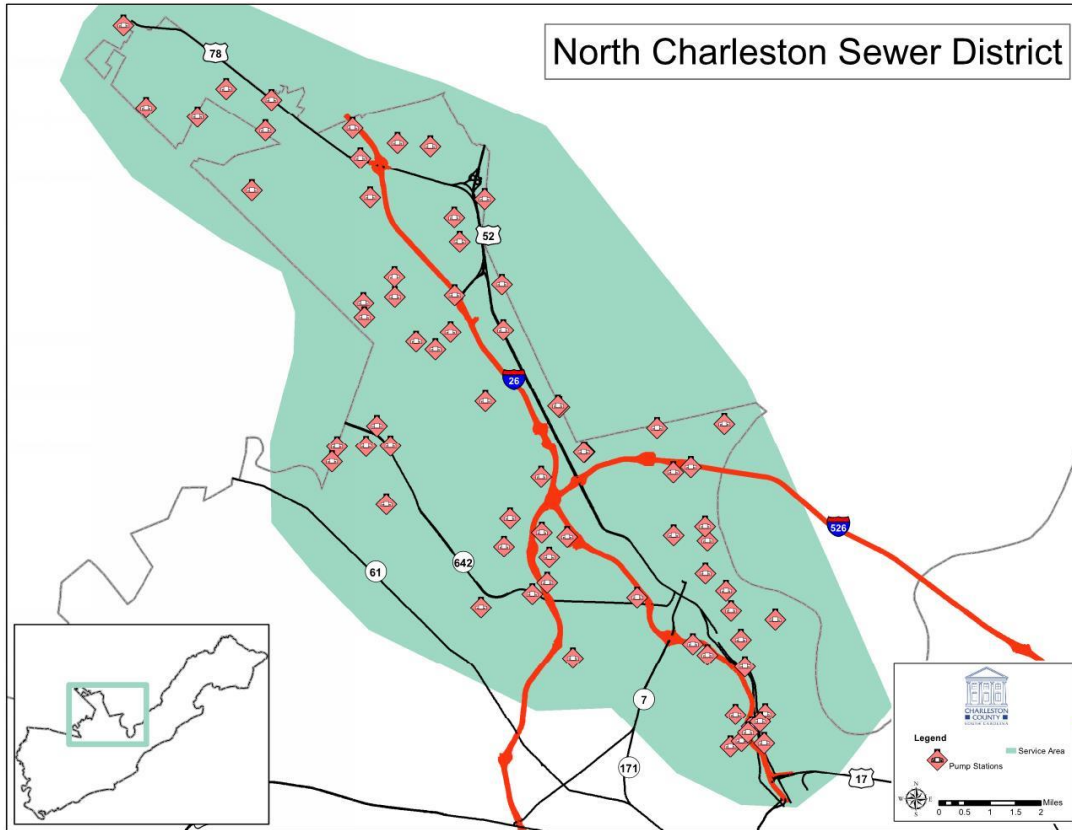 North Charleston Sewer District
78
52
26
526
642
61
7
171
17
CHARLESTON
COUNTY
SOUTH CAROLINA
Legend
Pump Stations
Service Area
N
W E
S
0 0.5 1 1.5 2 Miles